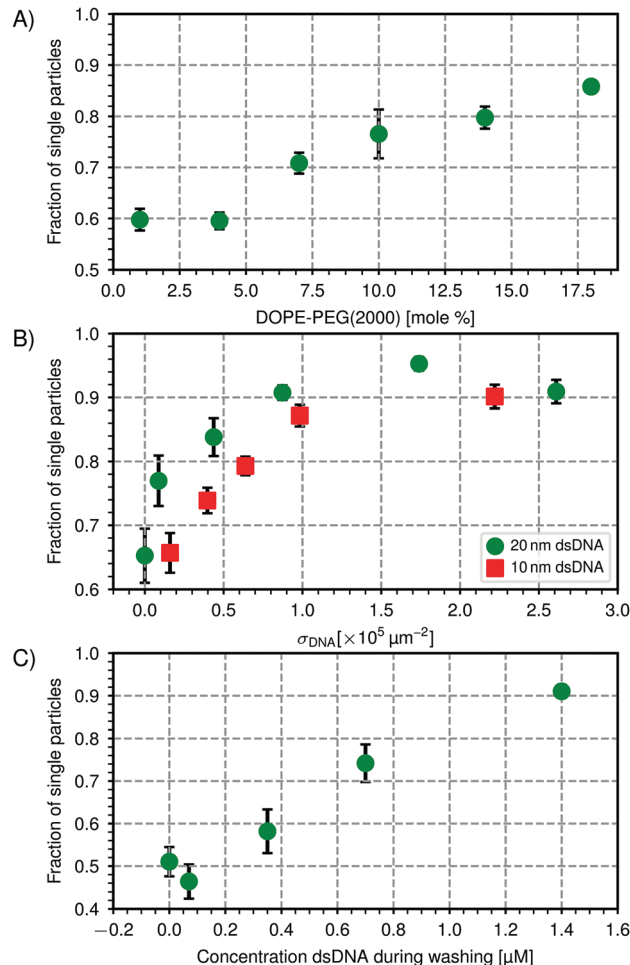 A)
Fraction of single particles
1.0
0.9
0.8
0.7
0.6
0.5
0.0 2.5 5.0 7.5 10.0 12.5 15.0 17.5
DOPE-PEG(2000) [mole %]
B)
Fraction of single particles
1.0
0.9
0.8
0.7
0.6
20 nm dsDNA
10 nm dsDNA
0.0 0.5 1.0 1.5 2.0 2.5 3.0
σDNA[×10⁵ μm⁻²]
C)
Fraction of single particles
1.0
0.9
0.8
0.7
0.6
0.5
0.4
−0.2 0.0 0.2 0.4 0.6 0.8 1.0 1.2 1.4 1.6
Concentration dsDNA during washing [μM]